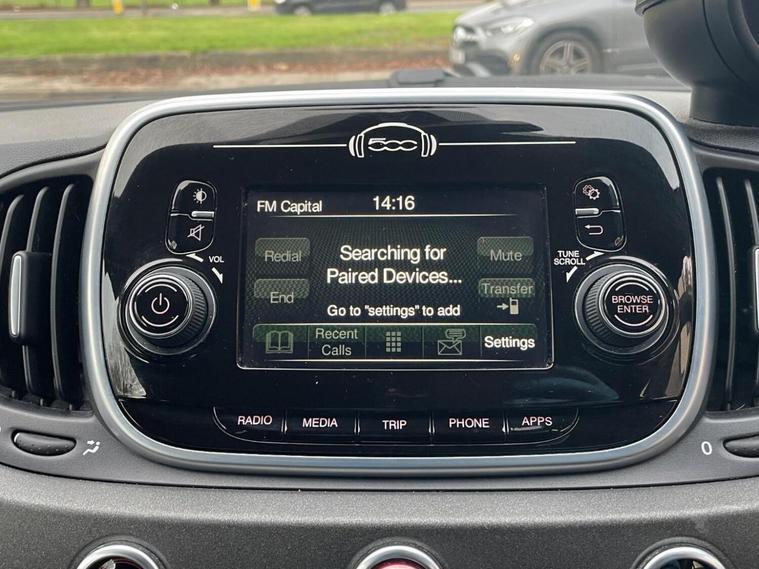 500
FM Capital 14:16
VOL
TUNE
SCROLL
Redial
Searching for
Paired Devices...
Mute
End
Transfer
Go to "settings" to add
BROWSE
ENTER
Recent
Calls
Settings
RADIO MEDIA TRIP PHONE APPS
0